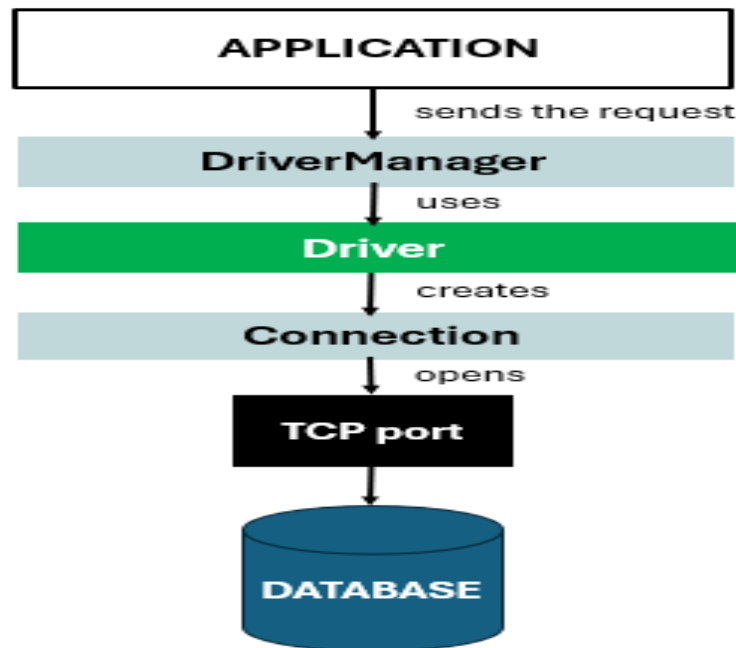 APPLICATION
sends the request
DriverManager
uses
Driver
creates
Connection
opens
TCP port
DATABASE